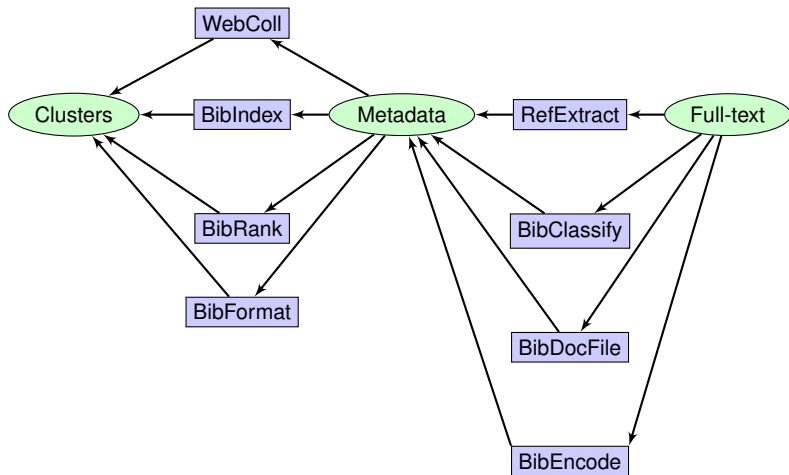 WebColl
Clusters
BibIndex
Metadata
RefExtract
Full-text
BibRank
BibClassify
BibFormat
BibDocFile
BibEncode